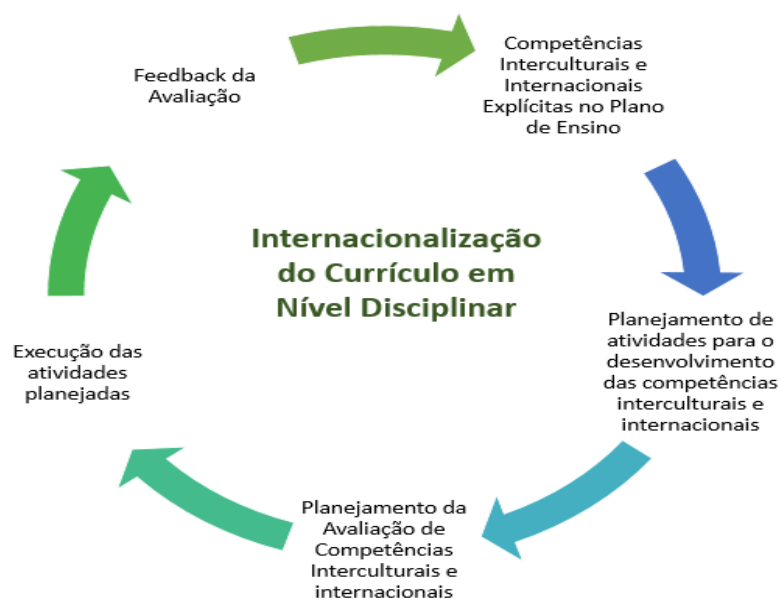 Feedback da
Avaliação
Competências
Interculturais e
Internacionais
Explícitas no Plano
de Ensino
Internacionalização
do Currículo em
Nível Disciplinar
Planejamento de
atividades para o
desenvolvimento
das competências
interculturais e
internacionais
Execução das
atividades
planejadas
Planejamento da
Avaliação de
Competências
Interculturais e
internacionais